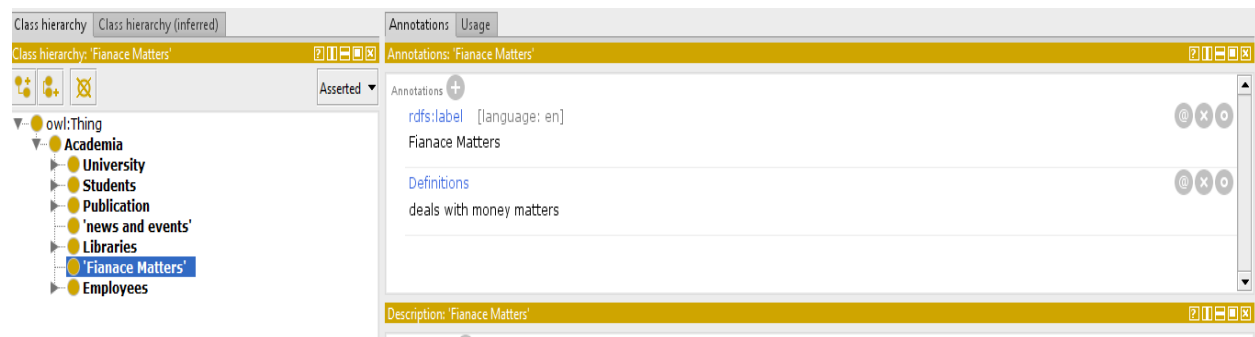 Class hierarchy Class hierarchy (inferred)
Class hierarchy: 'Fianace Matters'
Asserted
owl:Thing
Academia
University
Students
Publication
'news and events'
Libraries
'Fianace Matters'
Employees
Annotations Usage
Annotations: 'Fianace Matters'
Annotations
rdfs:label [language: en]
Fianace Matters
Definitions
deals with money matters
Description: 'Fianace Matters'